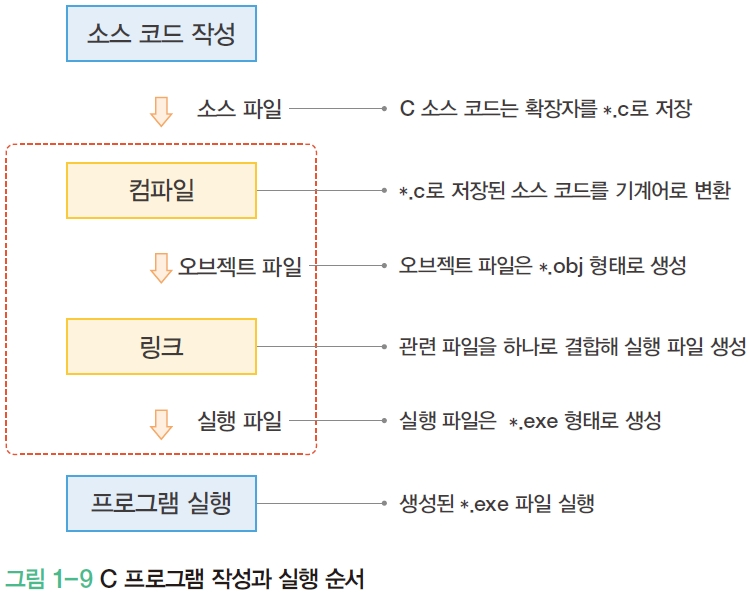 소스 코드 작성
소스 파일 C 소스 코드는 확장자를 *.c로 저장
컴파일 *.c로 저장된 소스 코드를 기계어로 변환
오브젝트 파일 오브젝트 파일은 *.obj 형태로 생성
링크 관련 파일을 하나로 결합해 실행 파일 생성
실행 파일 실행 파일은 *.exe 형태로 생성
프로그램 실행 생성된 *.exe 파일 실행
그림 1-9 C 프로그램 작성과 실행 순서